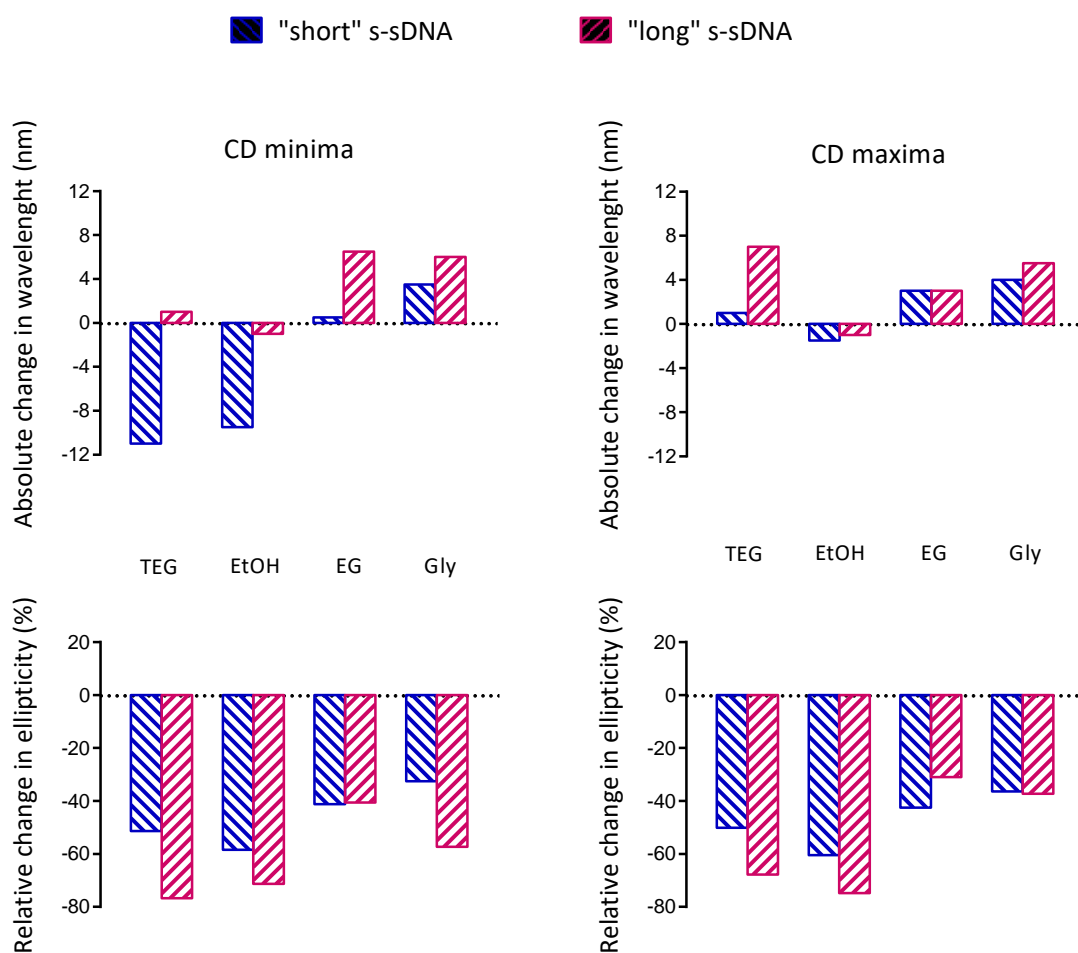 "short" s-sDNA
"long" s-sDNA
CD minima
Absolute change in wavelenght (nm)
12
8
4
0
-4
-8
-12
CD maxima
Absolute change in wavelenght (nm)
12
8
4
0
-4
-8
-12
TEG EtOH EG Gly
TEG EtOH EG Gly
Relative change in ellipticity (%)
20
0
-20
-40
-60
-80
Relative change in ellipticity (%)
20
0
-20
-40
-60
-80